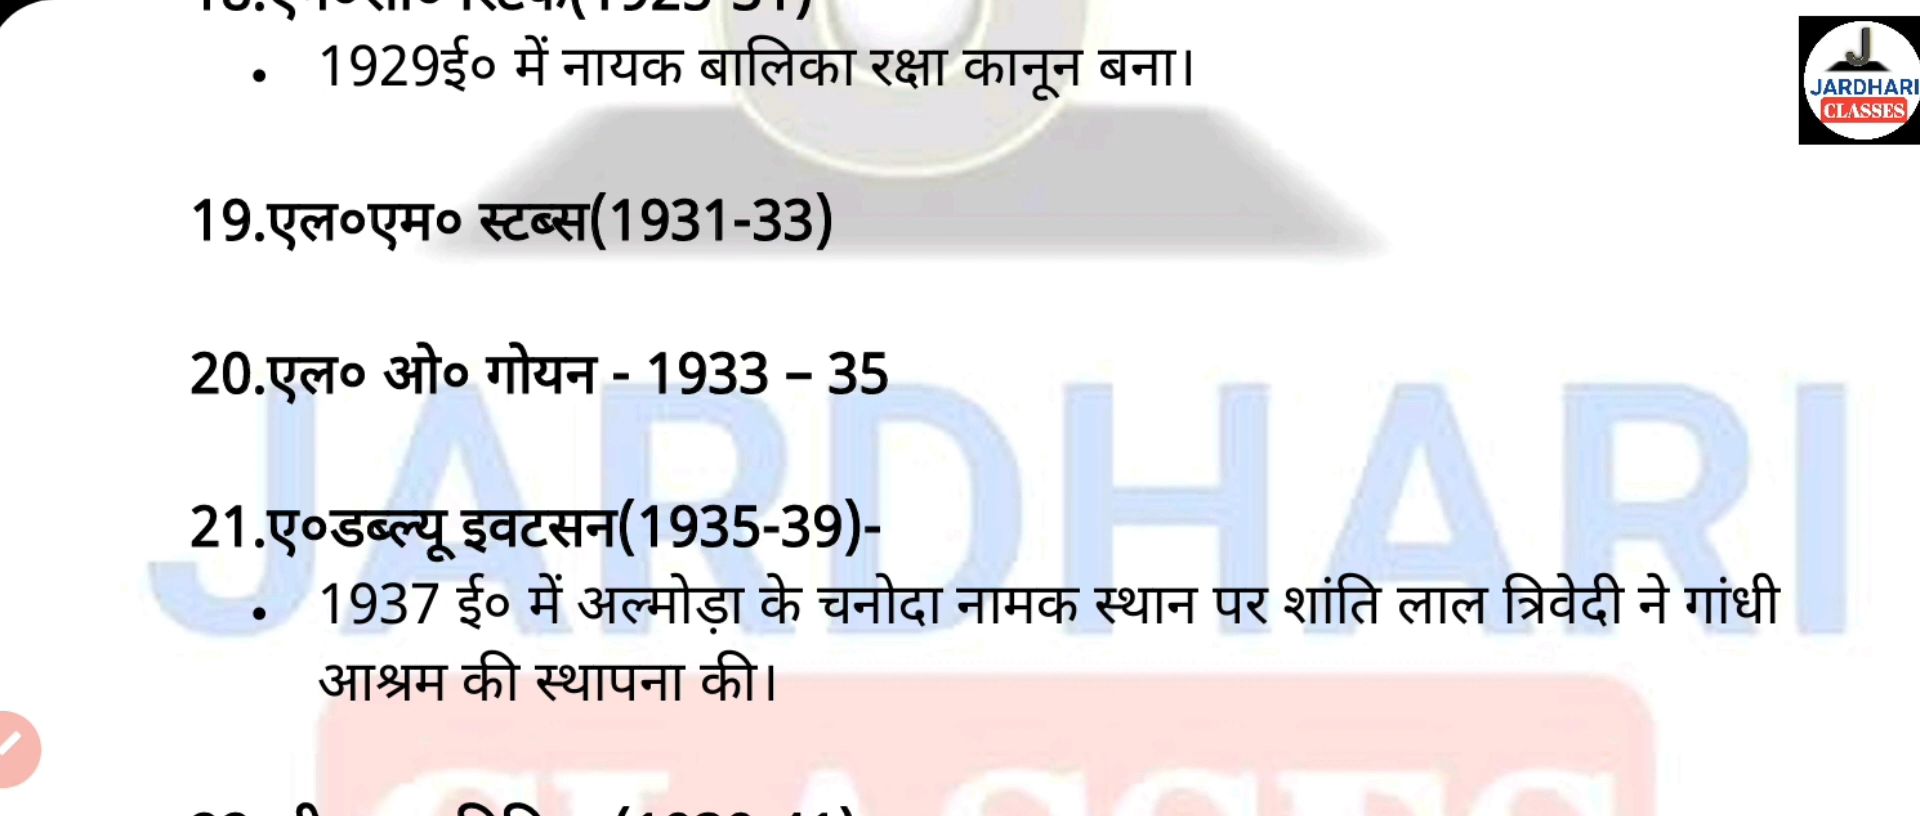 1929ई० में नायक बालिका रक्षा कानून बना।
JARDHARI
CLASSES
19.एल०एम० स्टब्स(1931-33)
20.एल० ओ० गोयन - 1933 – 35
21.ए०डब्ल्यू इवटसन(1935-39)-
1937 ई० में अल्मोड़ा के चनोदा नामक स्थान पर शांति लाल त्रिवेदी ने गांधी
आश्रम की स्थापना की।
JARDHARI
CLASSES